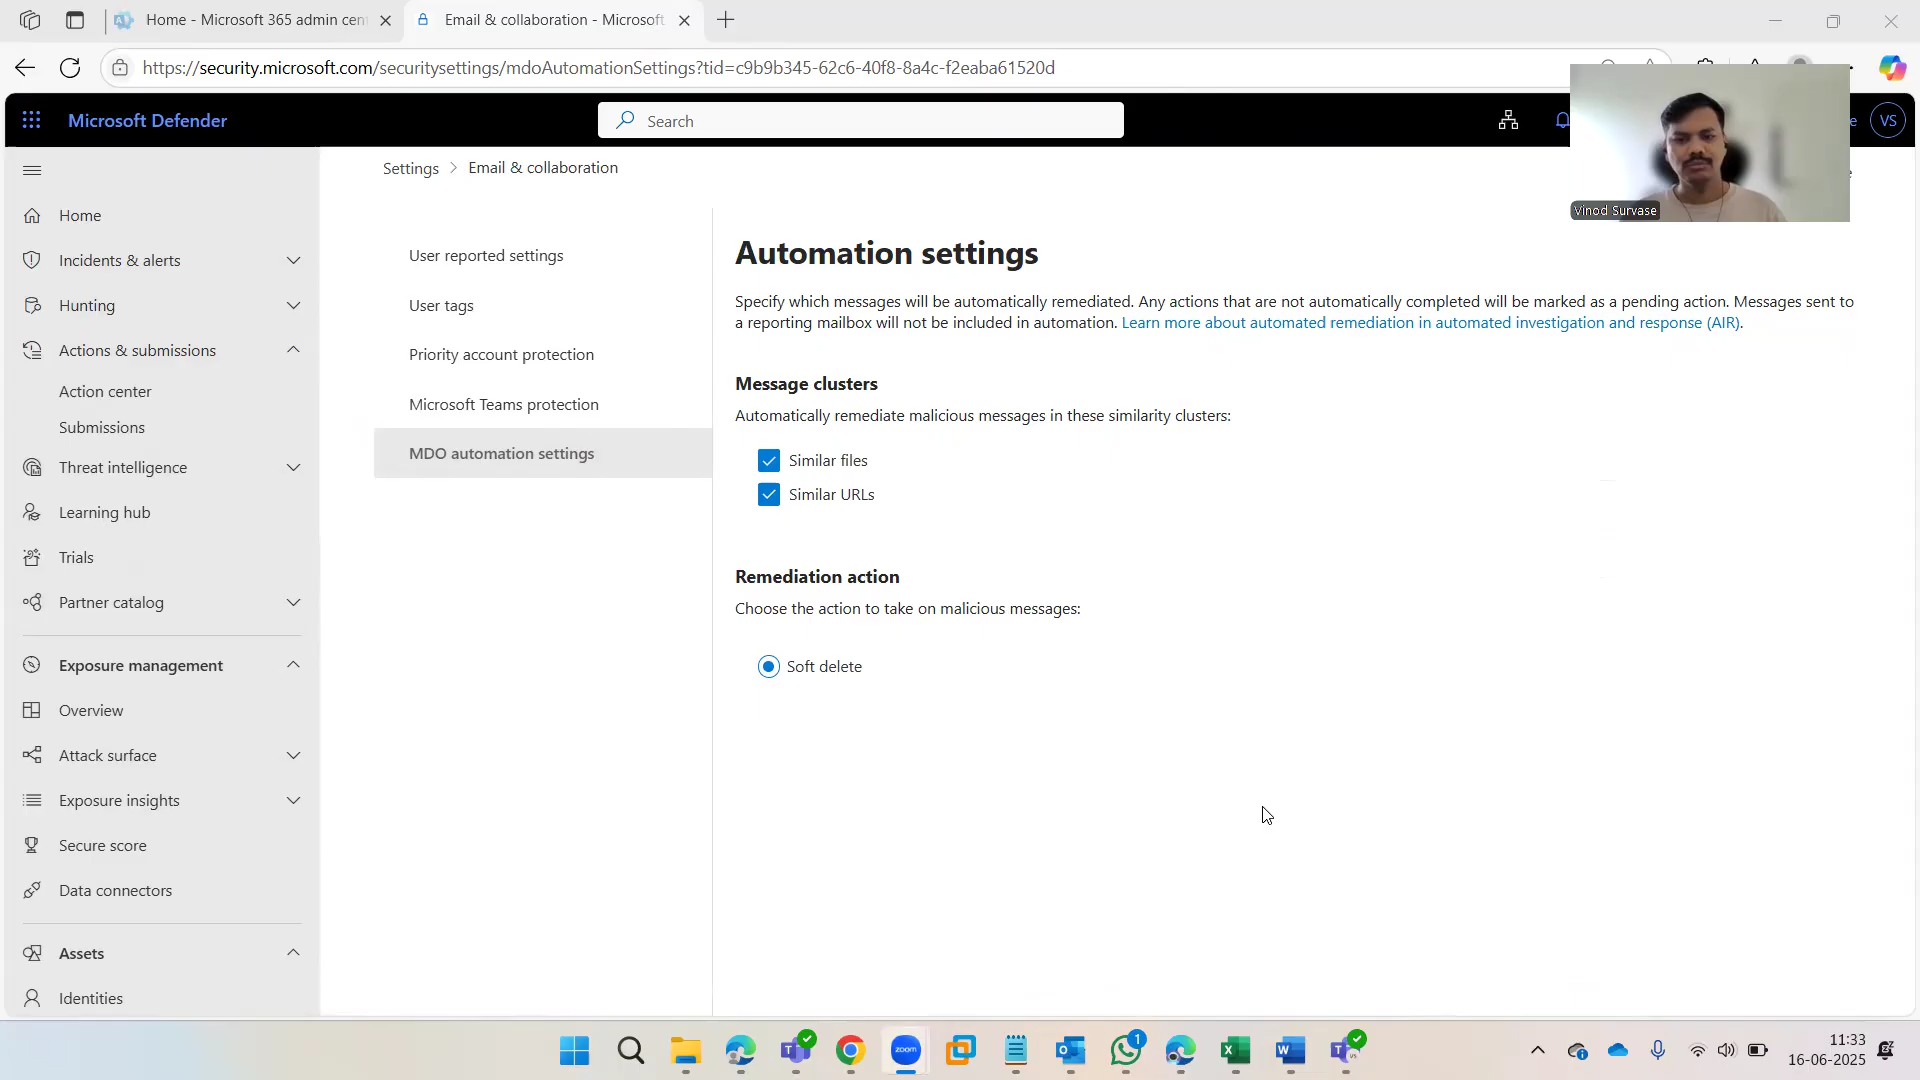 Home - Microsoft 365 admin cen
Email & collaboration - Microsoft
https://security.microsoft.com/securitysettings/mdoAutomationSettings?tid=c9b9b345-62c6-40f8-8a4c-f2eaba61520d
Microsoft Defender
Search
VS
Vinod Survase
Home
Incidents & alerts
Hunting
Actions & submissions
Action center
Submissions
Threat intelligence
Learning hub
Trials
Partner catalog
Exposure management
Overview
Attack surface
Exposure insights
Secure score
Data connectors
Assets
Identities
Settings > Email & collaboration
User reported settings
User tags
Priority account protection
Microsoft Teams protection
MDO automation settings
Automation settings
Specify which messages will be automatically remediated. Any actions that are not automatically completed will be marked as a pending action. Messages sent to
a reporting mailbox will not be included in automation. Learn more about automated remediation in automated investigation and response (AIR).
Message clusters
Automatically remediate malicious messages in these similarity clusters:
Similar files
Similar URLs
Remediation action
Choose the action to take on malicious messages:
Soft delete
zoom
1
11:33
16-06-2025